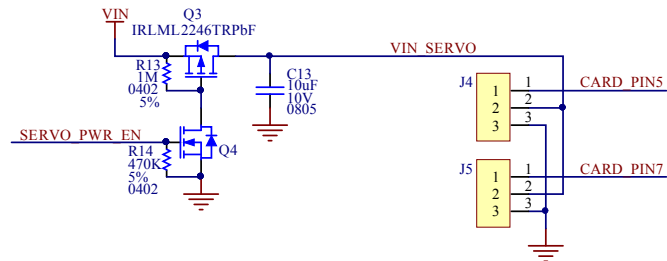 VIN
Q3
IRLML2246TRPbF
R13
1M
0402
5%
C13
10uF
10V
0805
VIN_SERVO
SERVO_PWR_EN
R14
470K
5%
0402
Q4
J4
1
2
3
1
2
3
CARD_PIN5
J5
1
2
3
1
2
3
CARD_PIN7